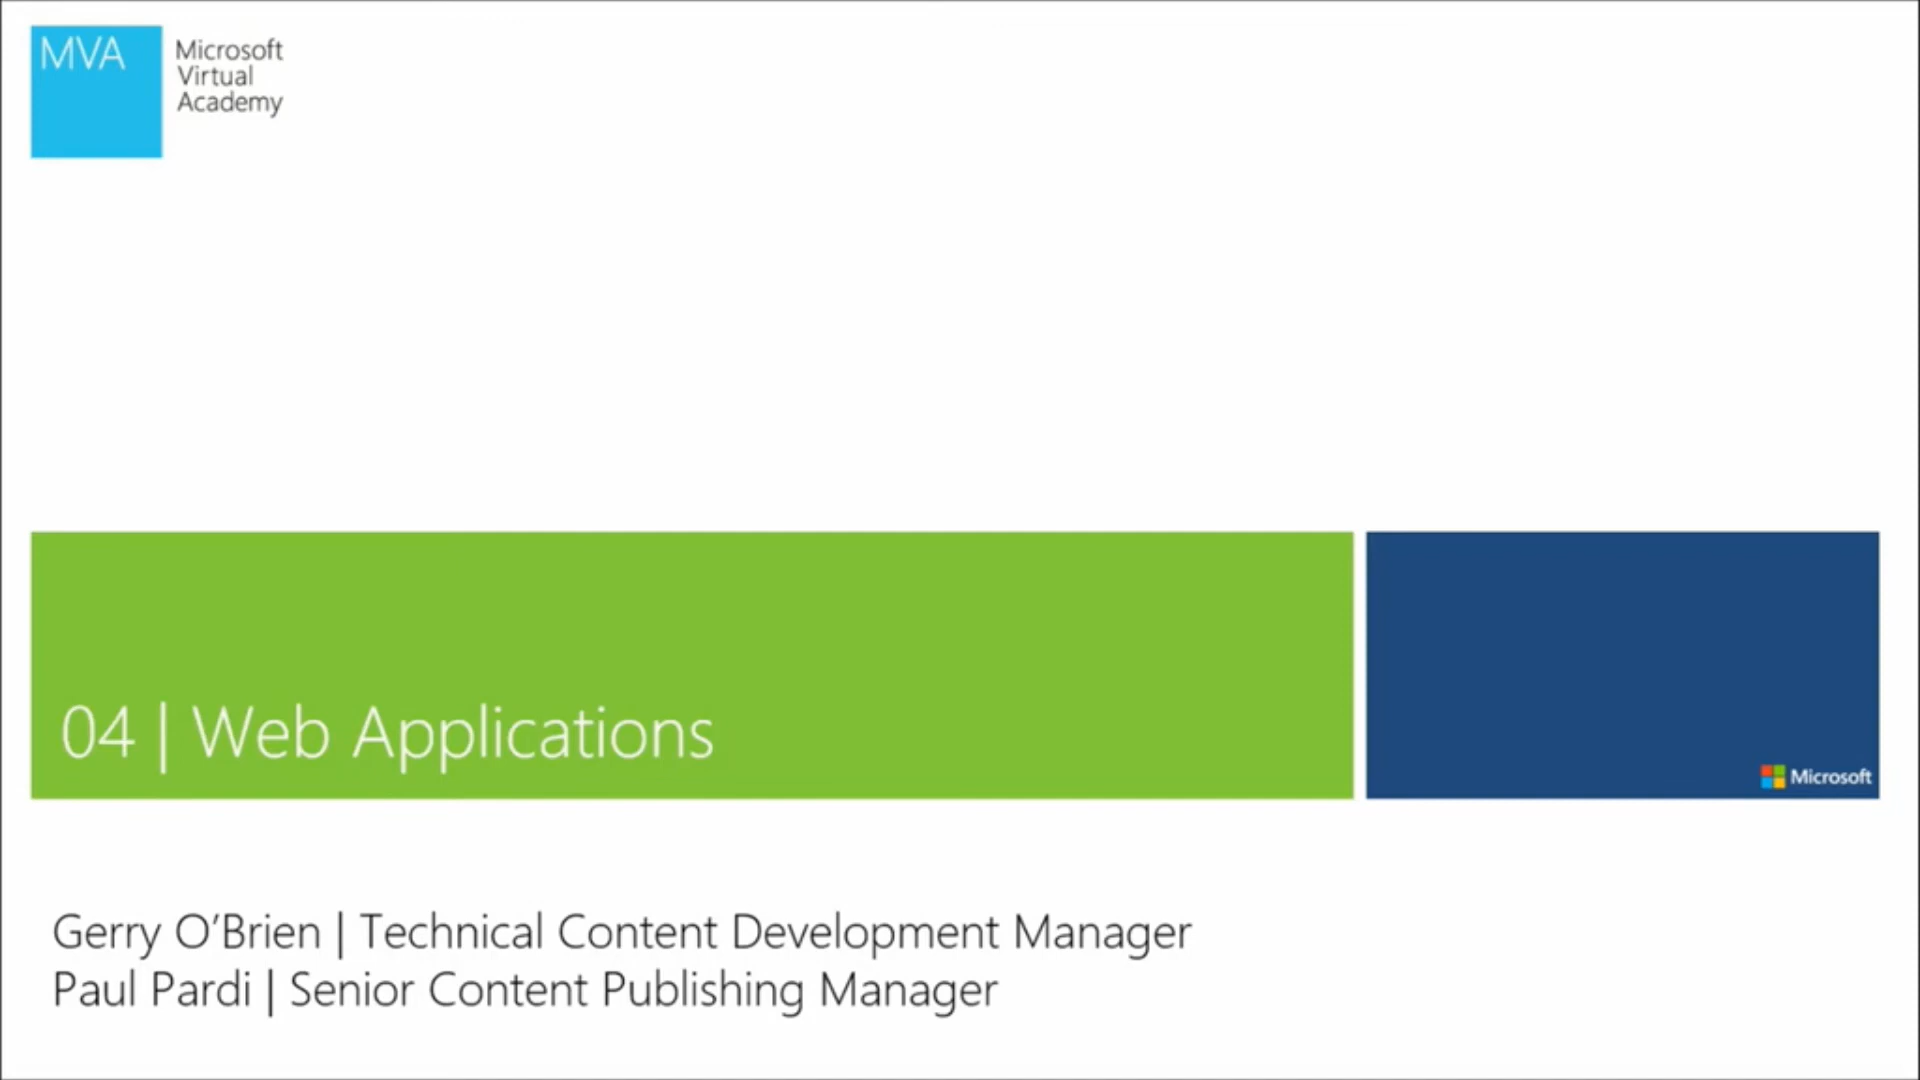 MVA
Microsoft
Virtual
Academy
04 | Web Applications
Microsoft
Gerry O’Brien | Technical Content Development Manager
Paul Pardi | Senior Content Publishing Manager